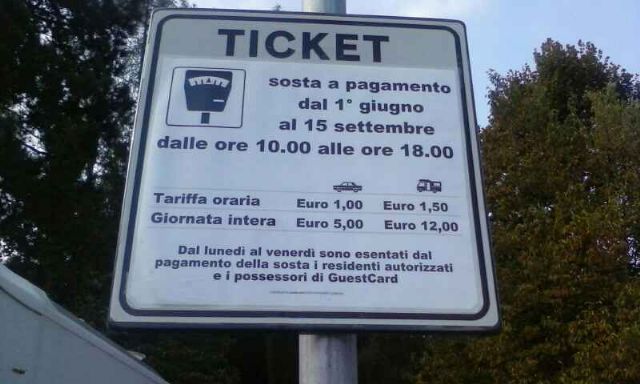 TICKET
sosta a pagamento
dal 1° giugno
al 15 settembre
dalle ore 10.00 alle ore 18.00
Tariffa oraria Euro 1,00 Euro 1,50
Giornata intera Euro 5,00 Euro 12,00
Dal lunedì al venerdì sono esentati dal
pagamento della sosta i residenti autorizzati
e i possessori di GuestCard